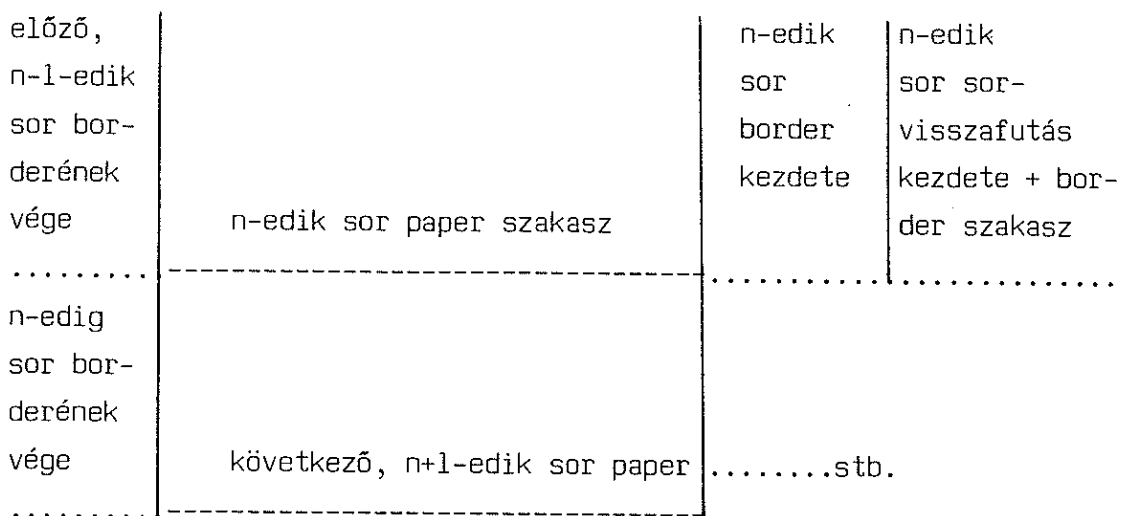 előző,
n-1-edik
sor bor-
derének
vége
n-edik sor paper szakasz
n-edik
sor
border
kezdete
n-edik
sor sor-
visszafutás
kezdete + bor-
der szakasz
n-edig
sor bor-
derének
vége
következő, n+1-edik sor paper ........stb.